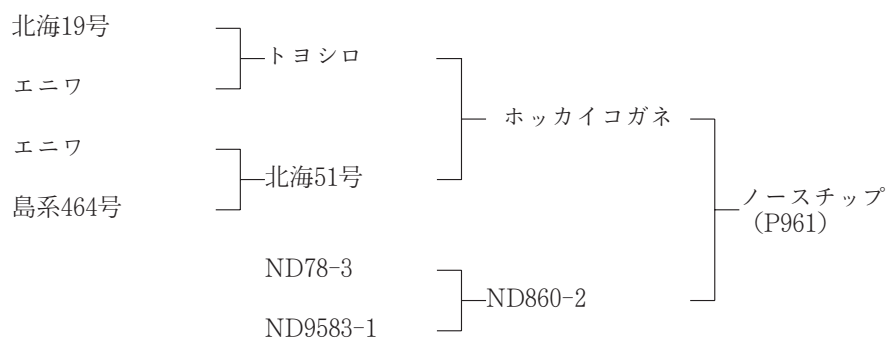 北海19号
トヨシロ
エニワ
ホッカイコガネ
エニワ
北海51号
島系464号
ノースチップ
(P961)
ND78-3
ND860-2
ND9583-1